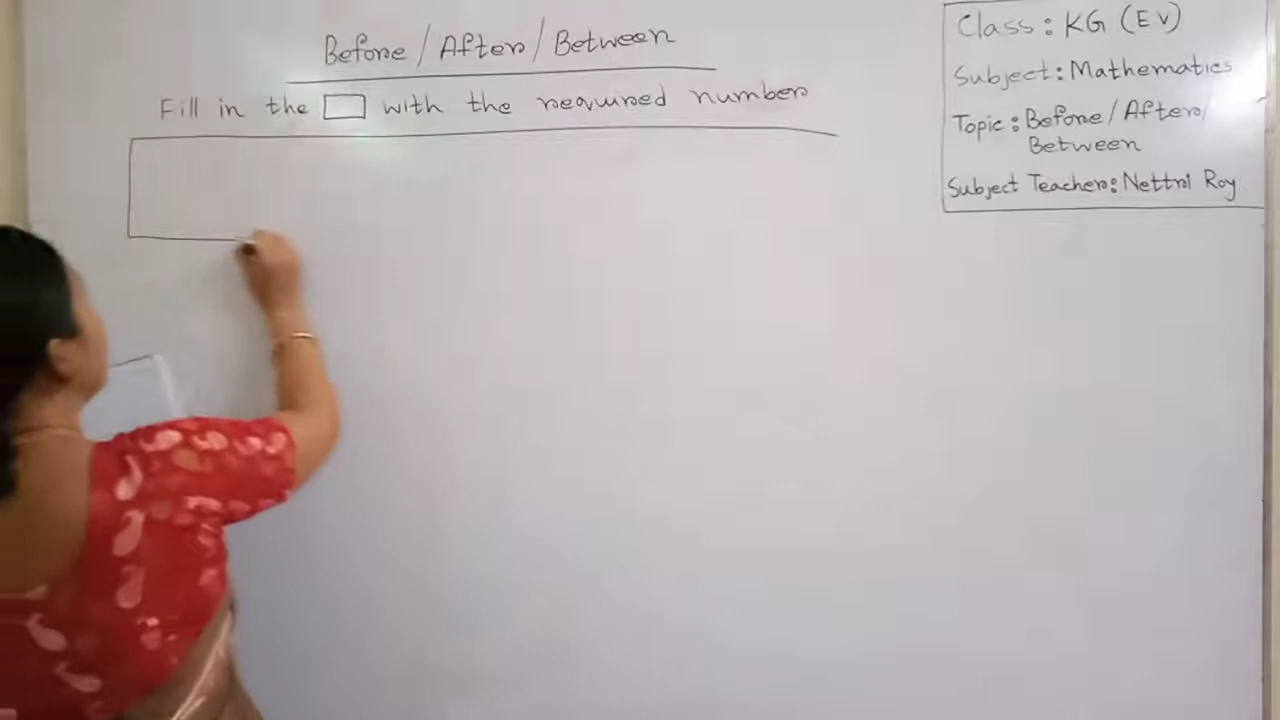 Before / After / Between
Fill in the □ with the required number
Class : KG (EV)
Subject : Mathematics
Topic : Before / After /
Between
Subject Teacher : Nettri Roy